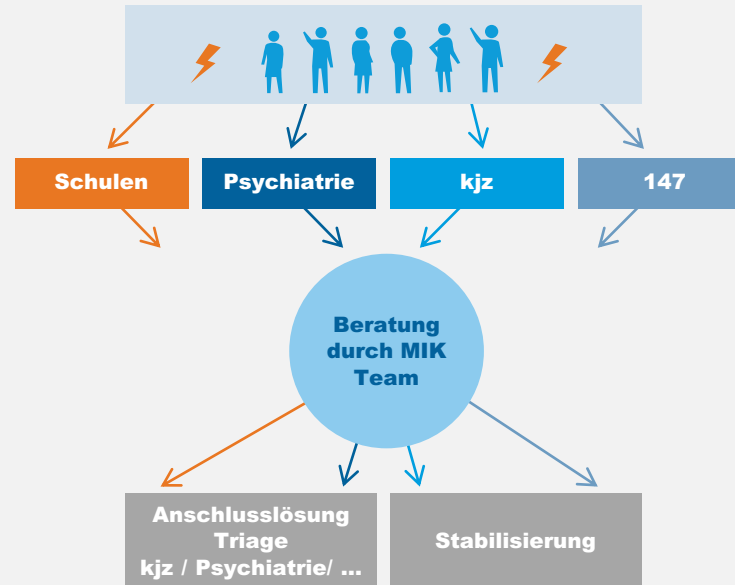 Schulen
Psychiatrie
kjz
147
Beratung
durch MIK
Team
Anschlusslösung
Triage
kjz / Psychiatrie/ ...
Stabilisierung